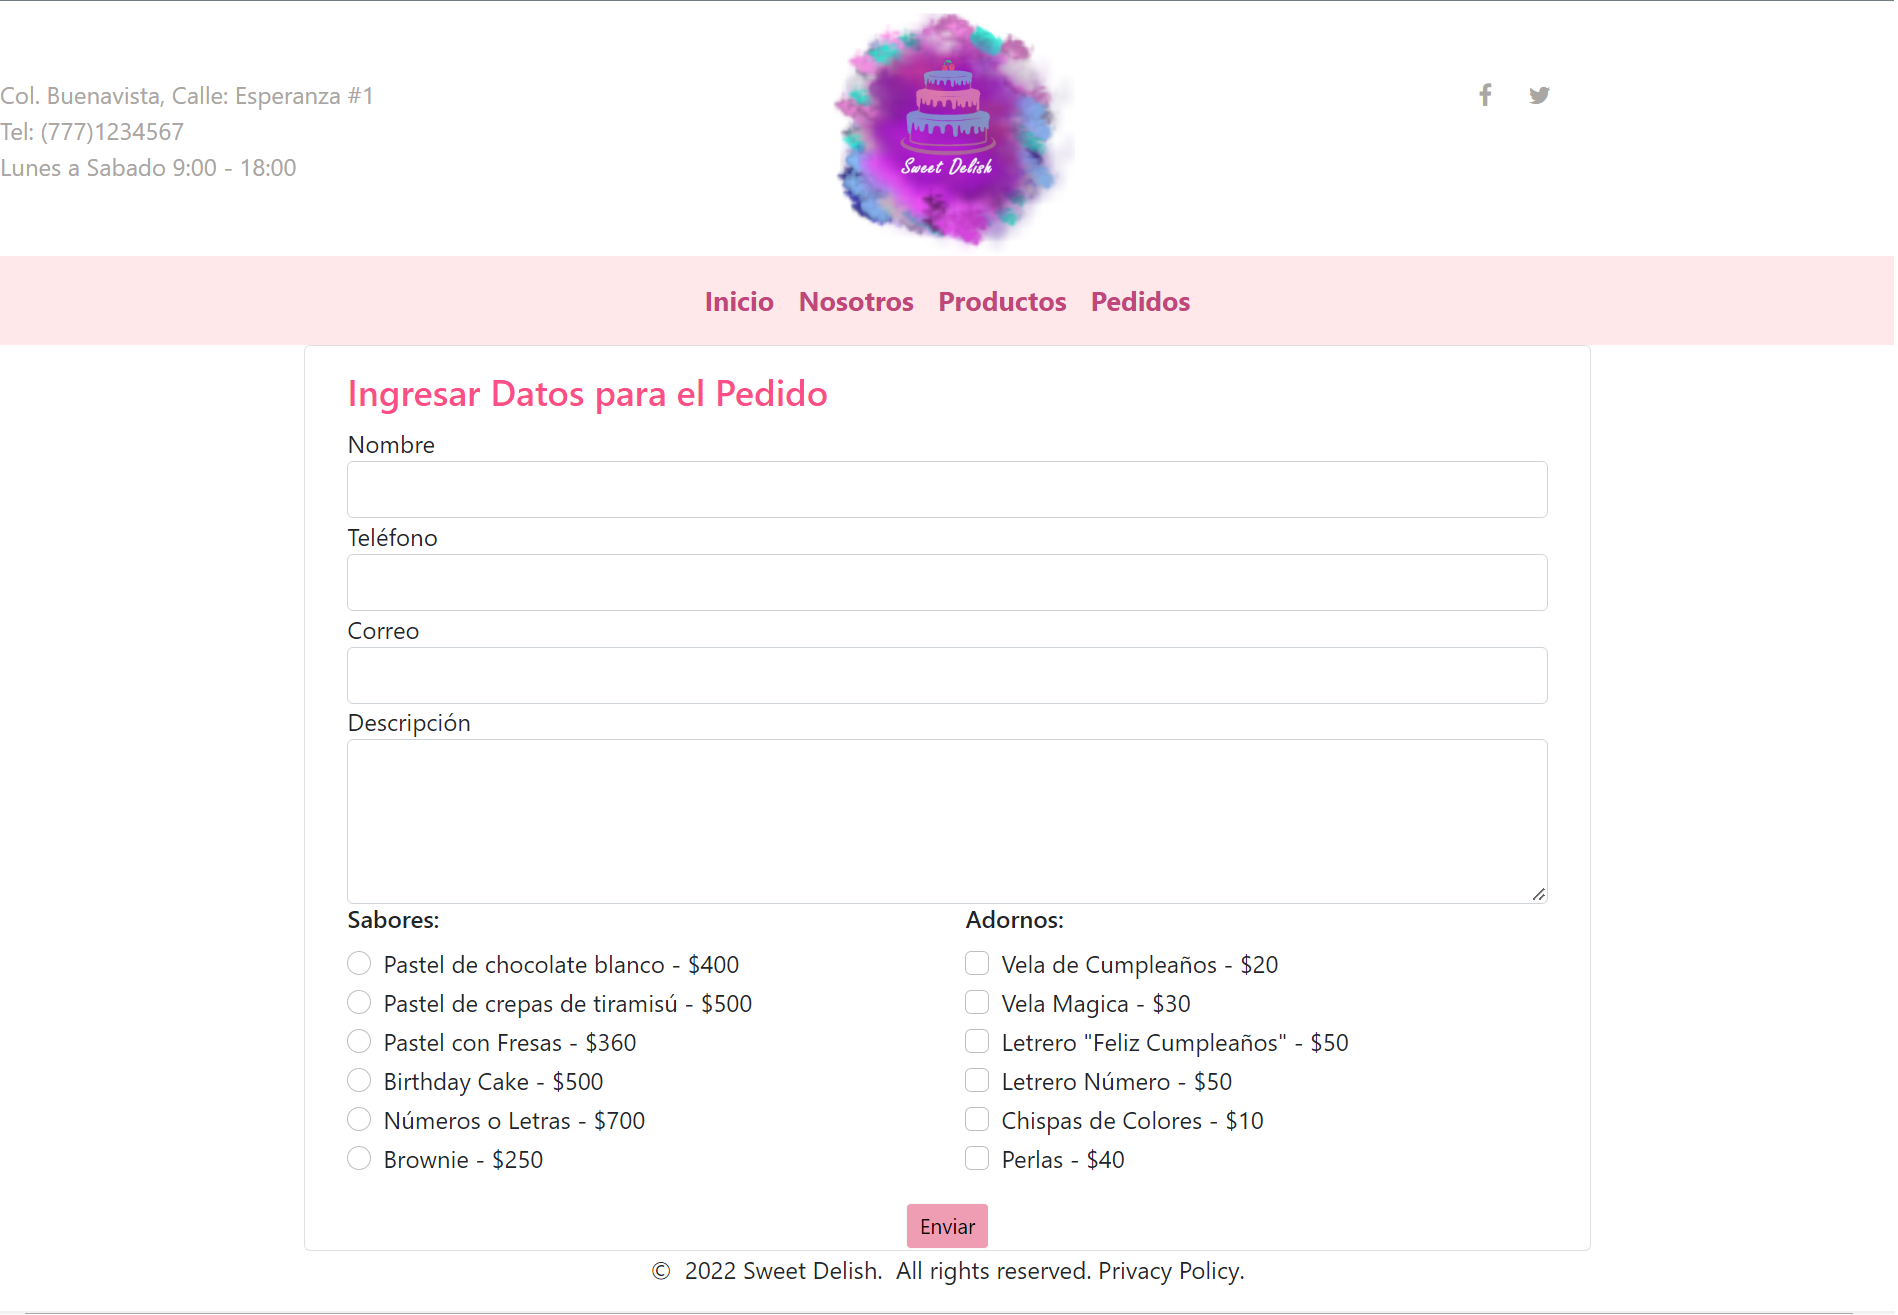 Col. Buenavista, Calle: Esperanza #1
Tel: (777)1234567
Lunes a Sabado 9:00 - 18:00
Sweet Delish
Inicio Nosotros Productos Pedidos
Ingresar Datos para el Pedido
Nombre
Teléfono
Correo
Descripción
Sabores:
Pastel de chocolate blanco - $400
Pastel de crepas de tiramisú - $500
Pastel con Fresas - $360
Birthday Cake - $500
Números o Letras - $700
Brownie - $250
Adornos:
Vela de Cumpleaños - $20
Vela Magica - $30
Letrero "Feliz Cumpleaños" - $50
Letrero Número - $50
Chispas de Colores - $10
Perlas - $40
Enviar
© 2022 Sweet Delish. All rights reserved. Privacy Policy.